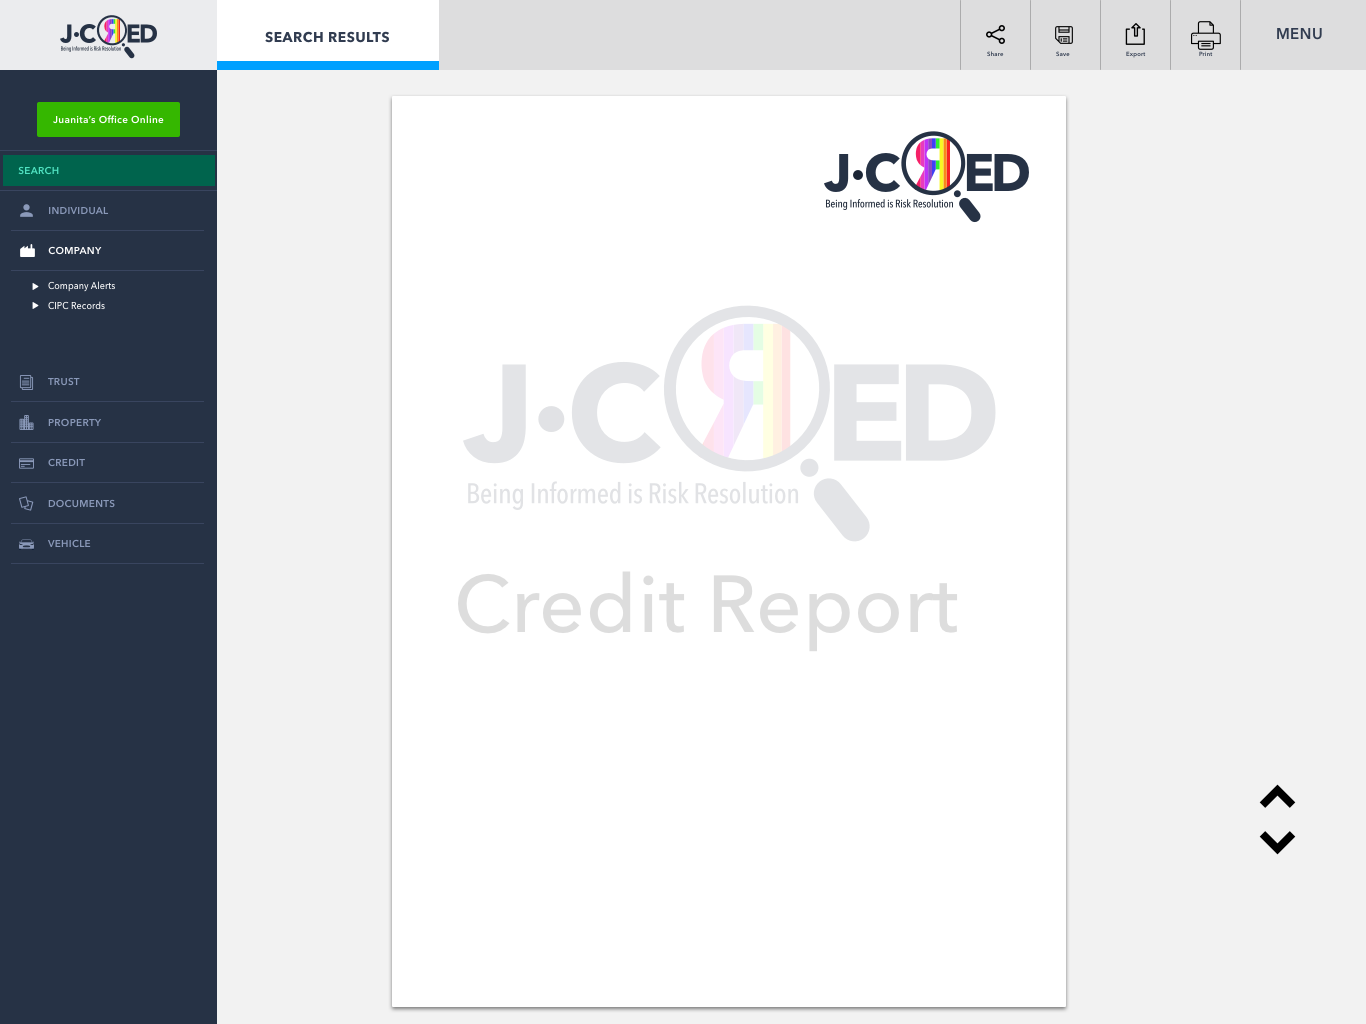 J·CRED
Being Informed is Risk Resolution
SEARCH RESULTS
Share
Save
Export
Print
MENU
Juanita's Office Online
SEARCH
INDIVIDUAL
COMPANY
Company Alerts
CIPC Records
TRUST
PROPERTY
CREDIT
DOCUMENTS
VEHICLE
J·CRED
Being Informed is Risk Resolution
J·CRED
Being Informed is Risk Resolution
Credit Report